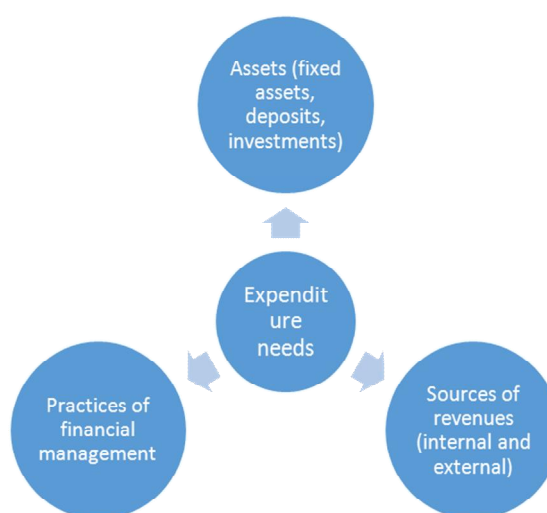 Assets (fixed
assets,
deposits,
investments)
Expendit
ure
needs
Practices of
financial
management
Sources of
revenues
(internal and
external)